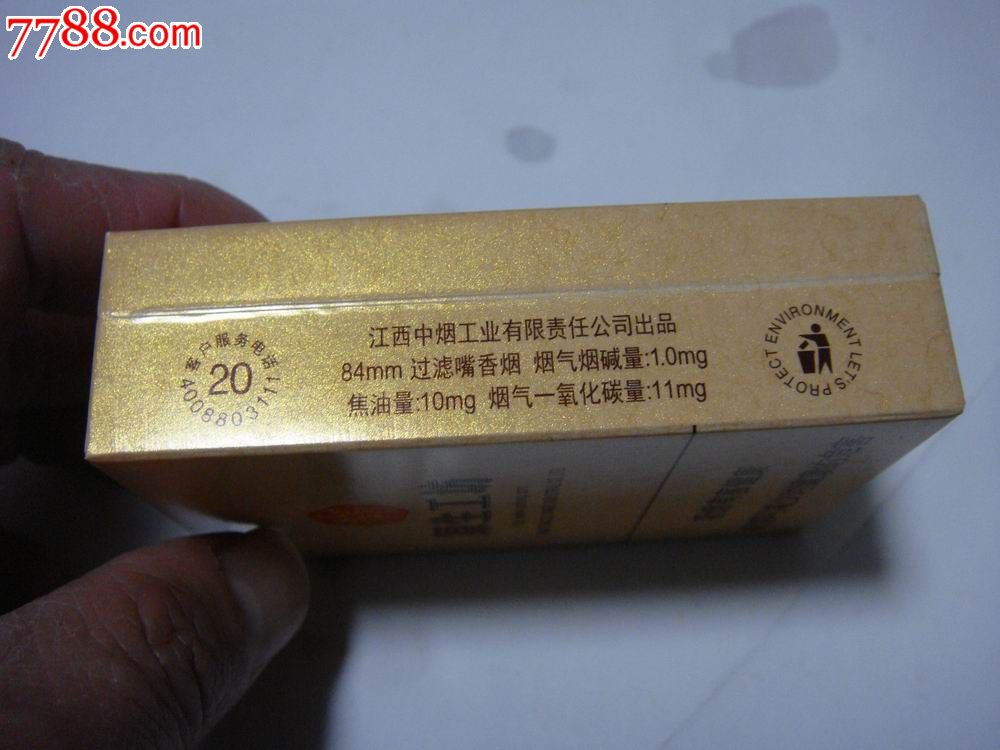 7788.com
江西中烟工业有限责任公司出品
84mm 过滤嘴香烟 烟气烟碱量:1.0mg
焦油量:10mg 烟气一氧化碳量:11mg
客户服务电话
20
4008803111
LET'S PROTECT ENVIRONMENT